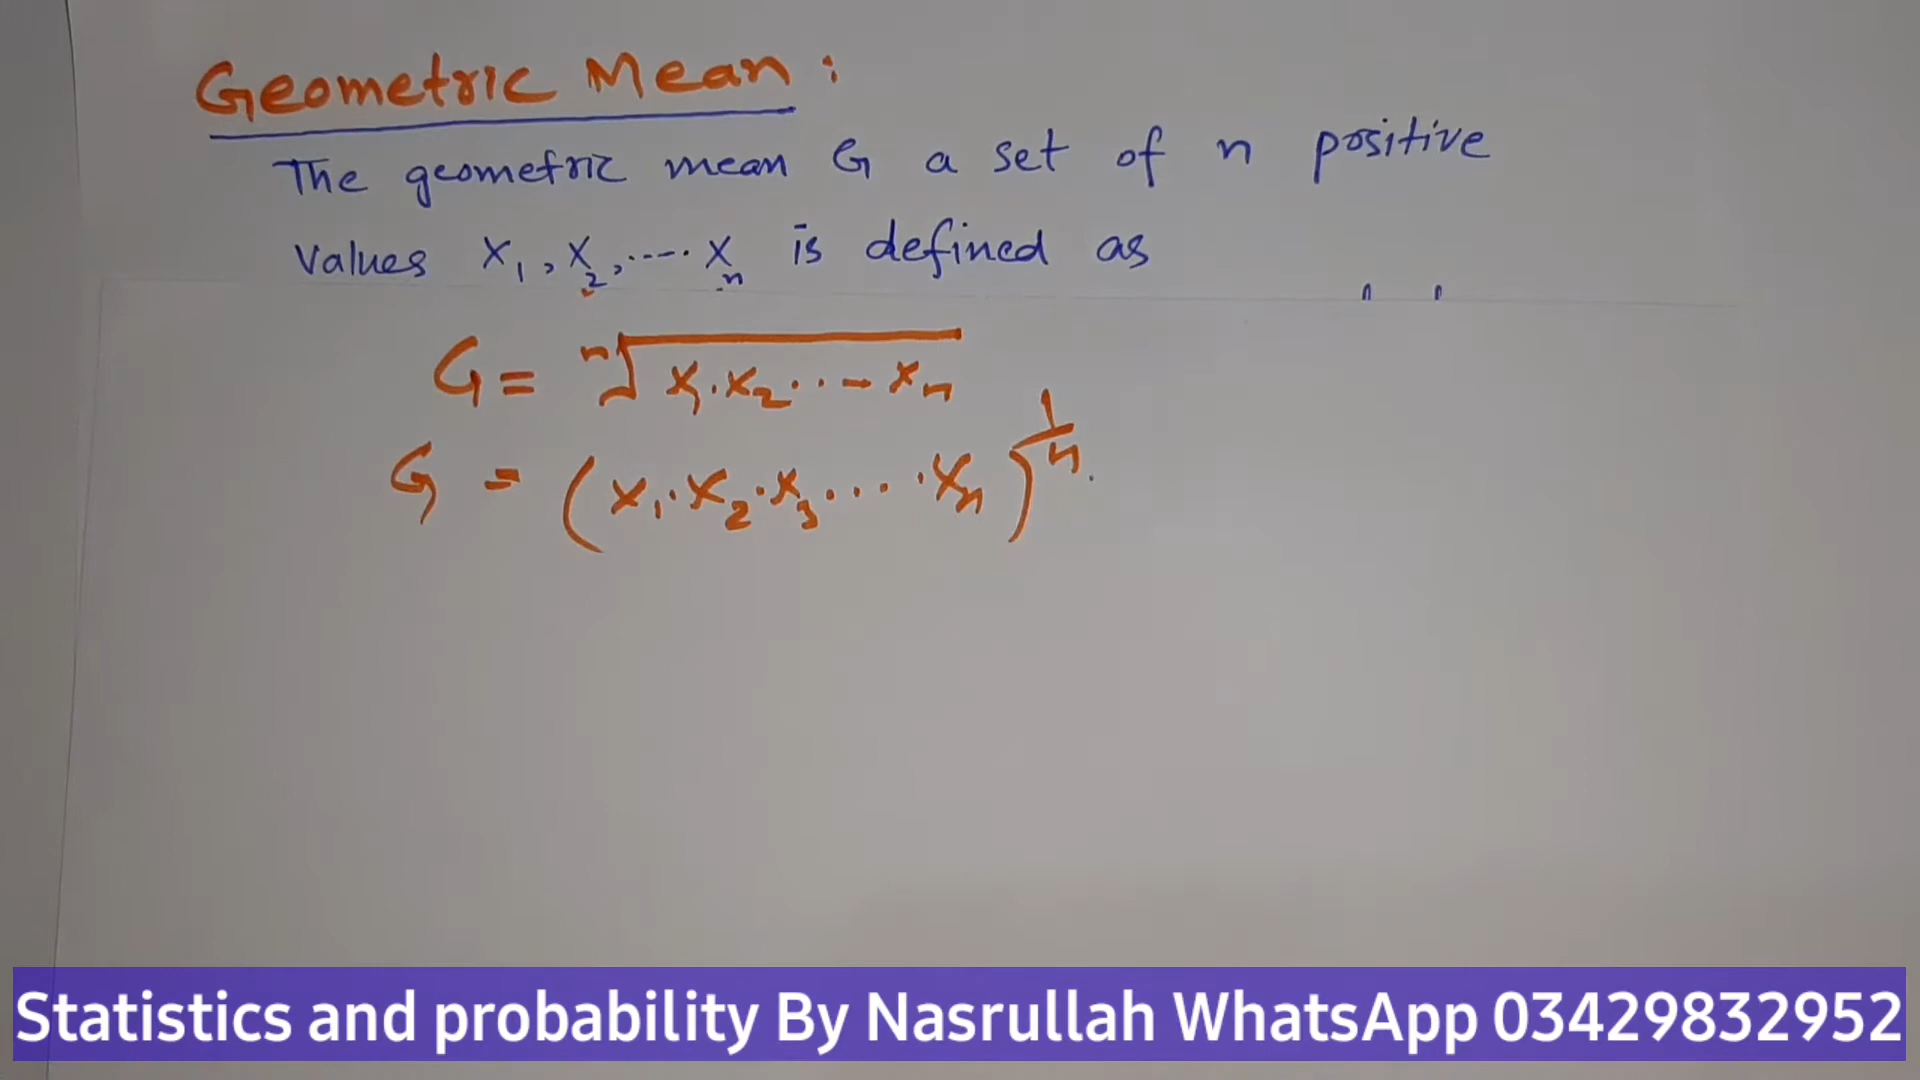 Geometric Mean :
The geometric mean G a set of n positive
values X₁, X₂, ---- Xₙ is defined as
G = ⁿ√x₁.x₂..- xₙ
G = (x₁.x₂.x₃.....xₙ)^1/n.
Statistics and probability By Nasrullah WhatsApp 03429832952